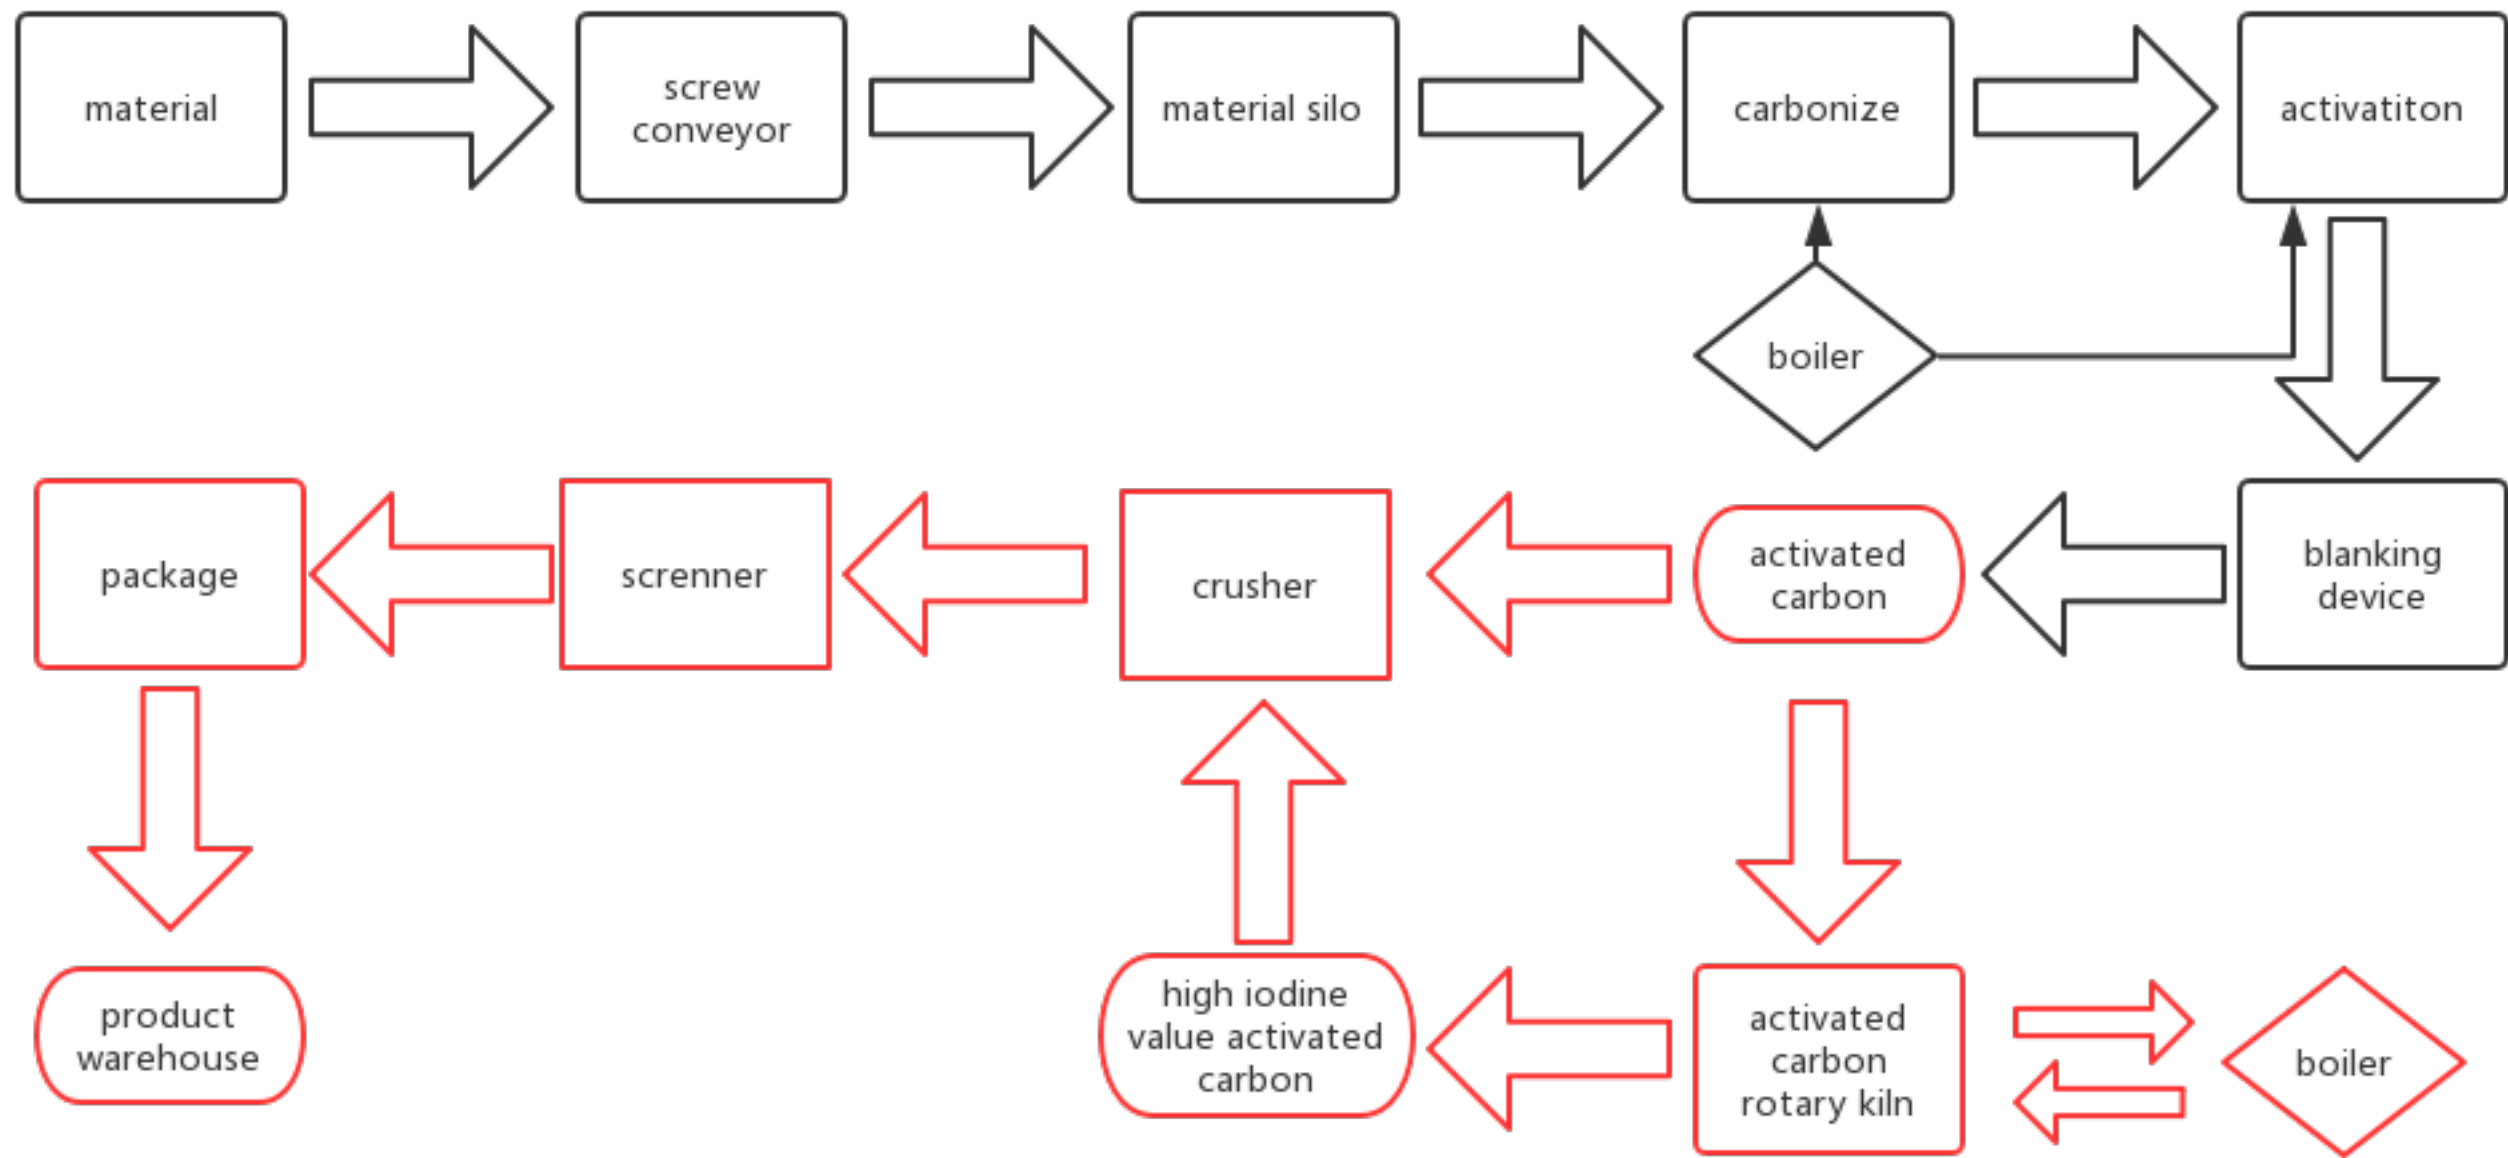 material
screw
conveyor
material silo
carbonize
activatiton
boiler
package
screnner
crusher
activated
carbon
blanking
device
product
warehouse
high iodine
value activated
carbon
activated
carbon
rotary kiln
boiler